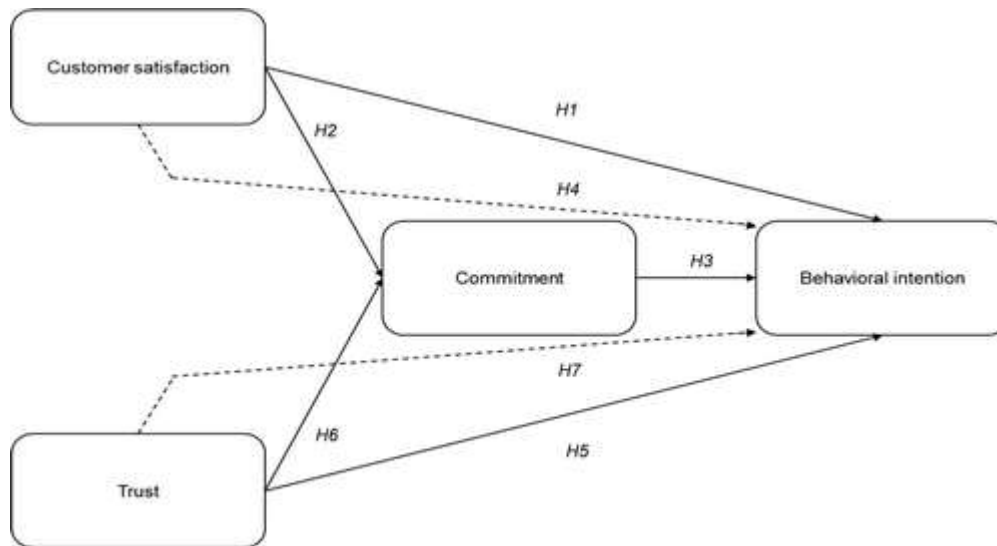 Customer satisfaction
H1
H2
H4
Commitment
H3
Behavioral intention
H7
H6
H5
Trust